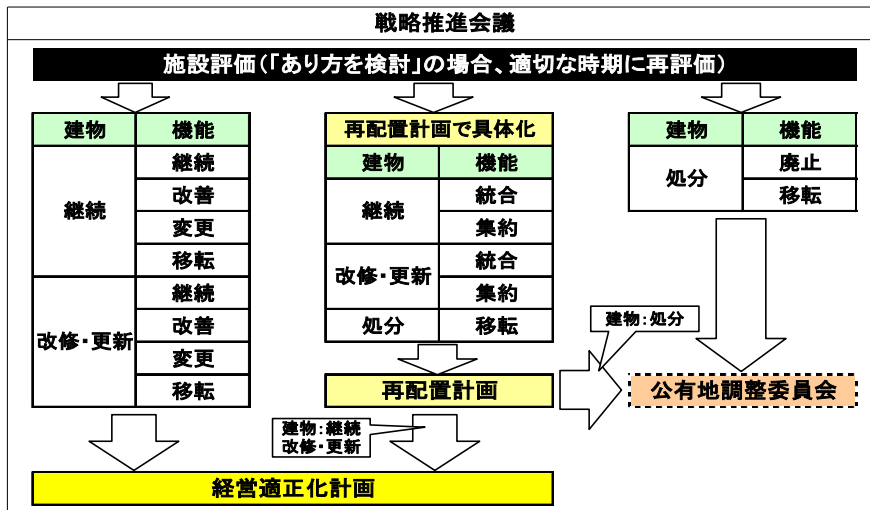 戦略推進会議
施設評価(「あり方を検討」の場合、適切な時期に再評価)
建物 機能
継続 継続
改善
変更
移転
改修・更新 継続
改善
変更
移転
再配置計画で具体化
建物 機能
継続 統合
集約
改修・更新 統合
集約
処分 移転
再配置計画
建物 機能
処分 廃止
移転
建物:処分
公有地調整委員会
建物:継続
改修・更新
経営適正化計画